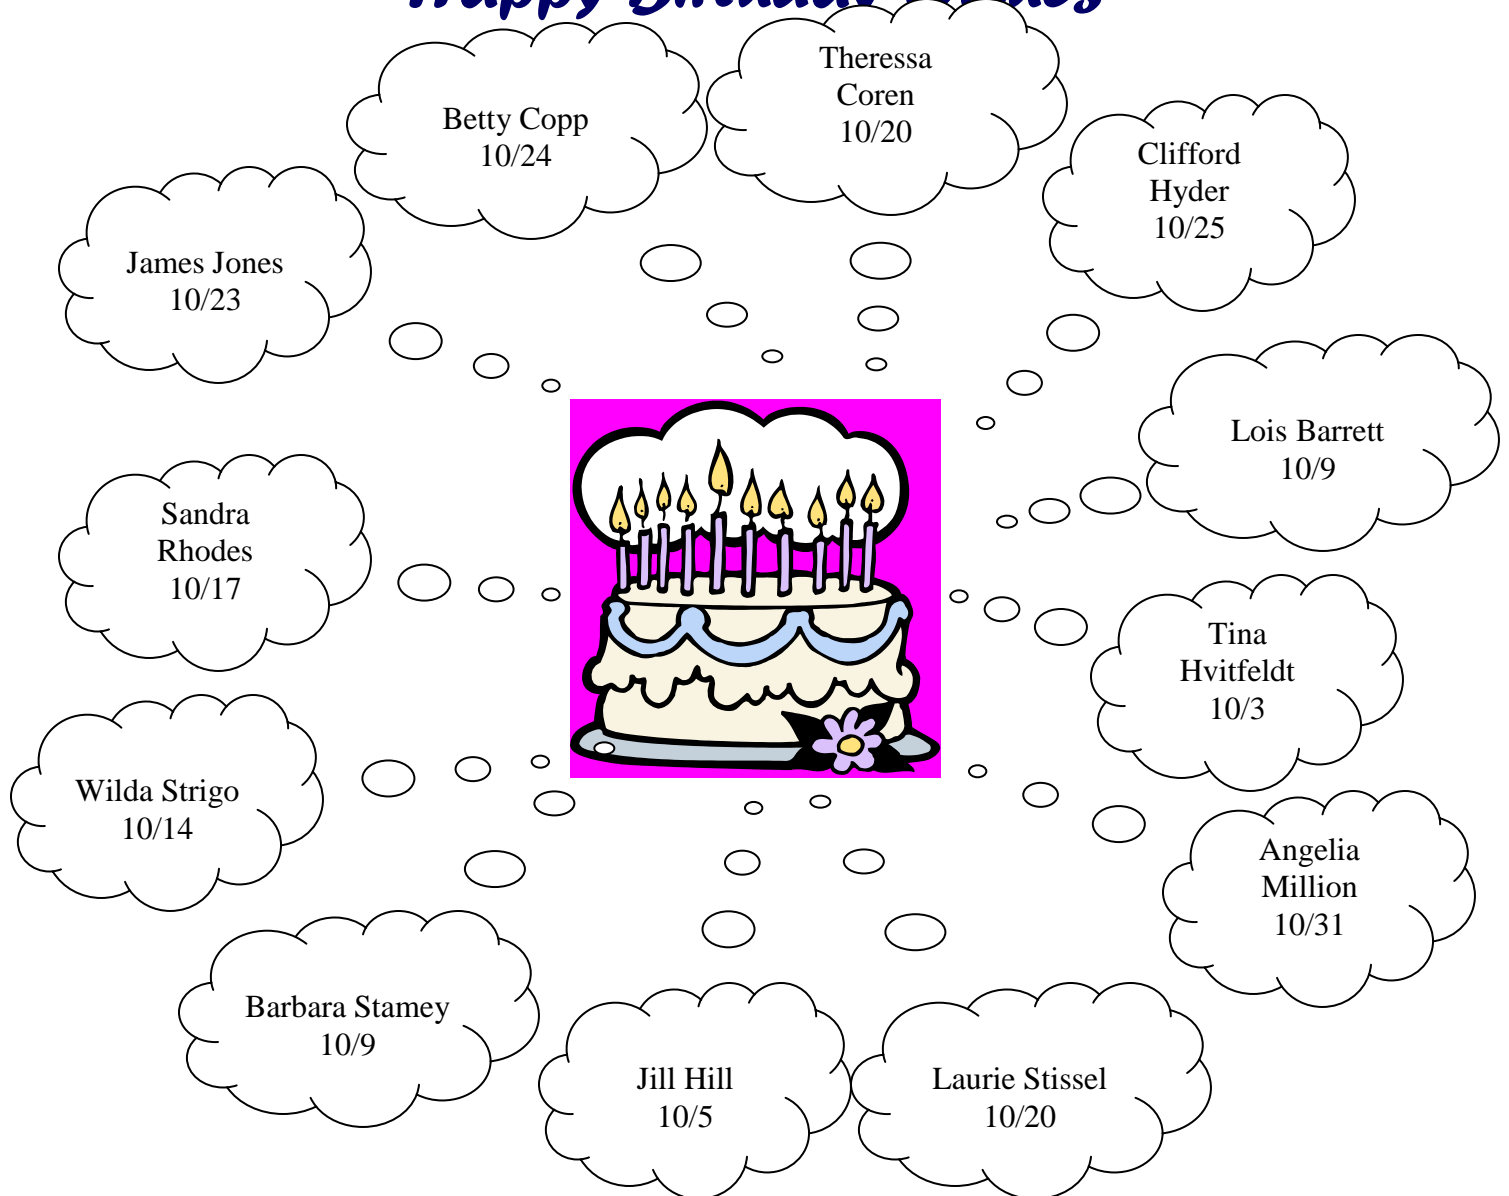 Happy Birthday
Theressa
Coren
10/20
Betty Copp
10/24
Clifford
Hyder
10/25
James Jones
10/23
Lois Barrett
10/9
Sandra
Rhodes
10/17
Tina
Hvitfeldt
10/3
Wilda Strigo
10/14
Angelia
Million
10/31
Barbara Stamey
10/9
Jill Hill
10/5
Laurie Stissel
10/20